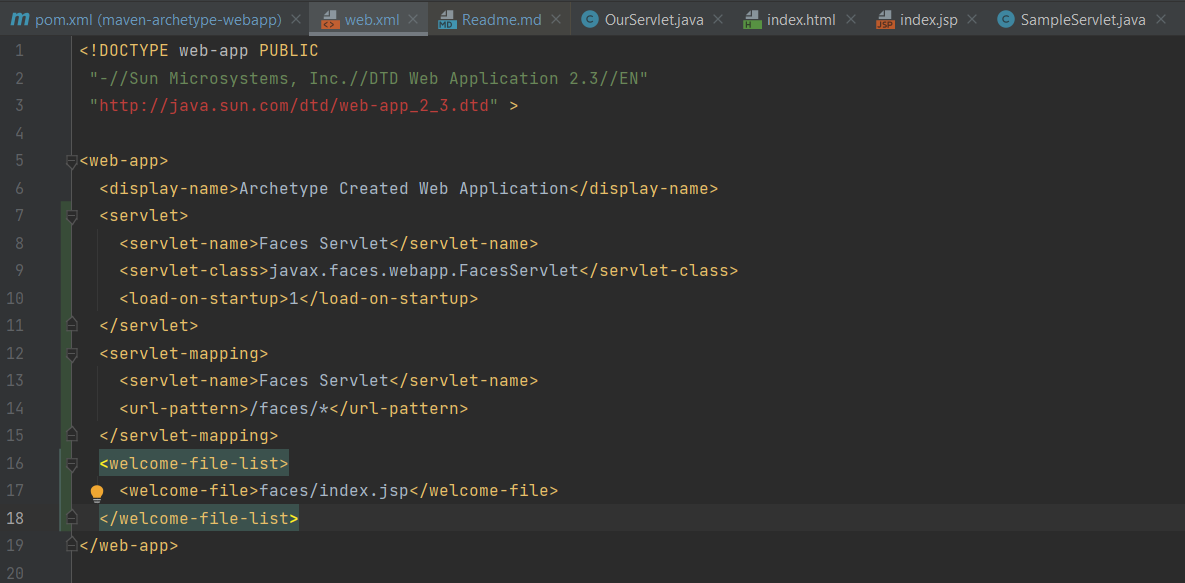 pom.xml (maven-archetype-webapp) web.xml Readme.md OurServlet.java index.html index.jsp SampleServlet.java
1 <!DOCTYPE web-app PUBLIC
2 "-//Sun Microsystems, Inc.//DTD Web Application 2.3//EN"
3 "http://java.sun.com/dtd/web-app_2_3.dtd" >
4
5 <web-app>
6 <display-name>Archetype Created Web Application</display-name>
7 <servlet>
8 <servlet-name>Faces Servlet</servlet-name>
9 <servlet-class>javax.faces.webapp.FacesServlet</servlet-class>
10 <load-on-startup>1</load-on-startup>
11 </servlet>
12 <servlet-mapping>
13 <servlet-name>Faces Servlet</servlet-name>
14 <url-pattern>/faces/*</url-pattern>
15 </servlet-mapping>
16 <welcome-file-list>
17 <welcome-file>faces/index.jsp</welcome-file>
18 </welcome-file-list>
19 </web-app>
20